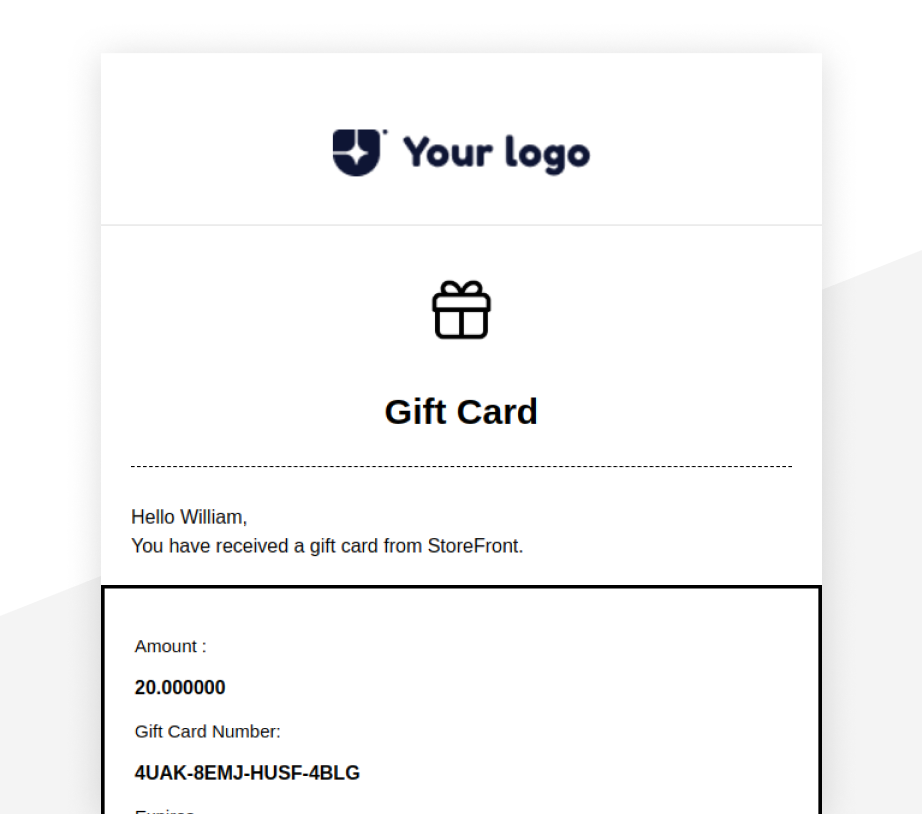 Your logo
Gift Card
Hello William,
You have received a gift card from StoreFront.
Amount :
20.000000
Gift Card Number:
4UAK-8EMJ-HUSF-4BLG